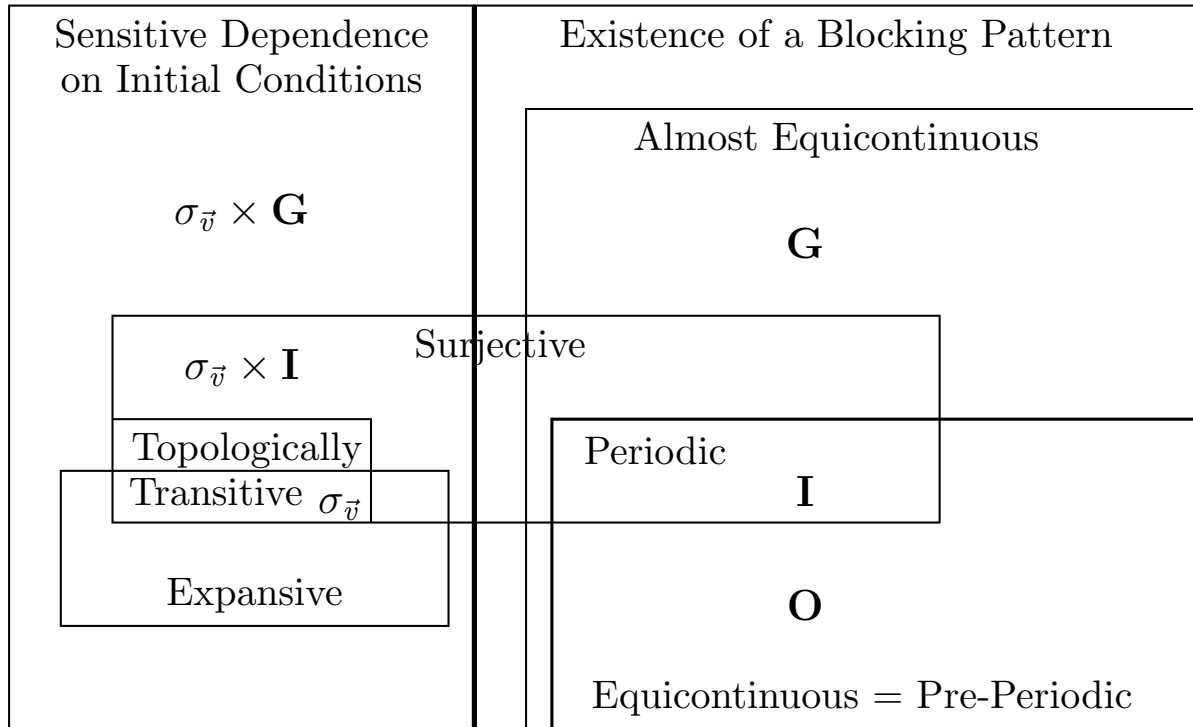 Sensitive Dependence
on Initial Conditions
Existence of a Blocking Pattern
Almost Equicontinuous
σ_v⃗ × G
G
Surjective
σ_v⃗ × I
Topologically
Transitive σ_v⃗
Periodic
I
Expansive
O
Equicontinuous = Pre-Periodic